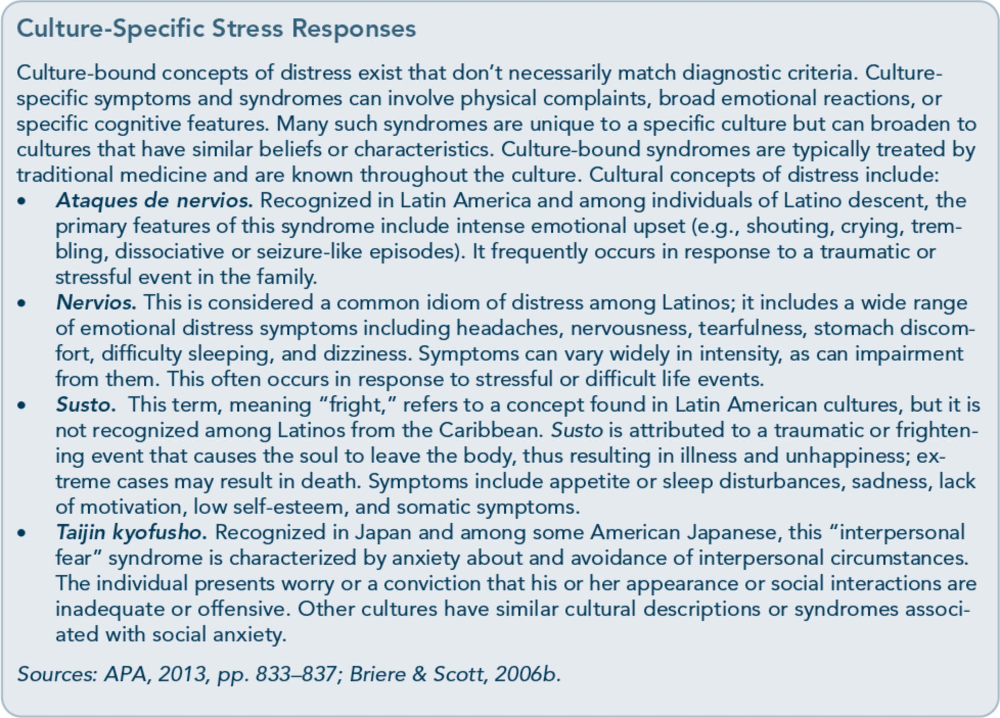 Culture-Specific Stress Responses
Culture-bound concepts of distress exist that don’t necessarily match diagnostic criteria. Culture-
specific symptoms and syndromes can involve physical complaints, broad emotional reactions, or
specific cognitive features. Many such syndromes are unique to a specific culture but can broaden to
cultures that have similar beliefs or characteristics. Culture-bound syndromes are typically treated by
traditional medicine and are known throughout the culture. Cultural concepts of distress include:
• Ataques de nervios. Recognized in Latin America and among individuals of Latino descent, the
primary features of this syndrome include intense emotional upset (e.g., shouting, crying, trem-
bling, dissociative or seizure-like episodes). It frequently occurs in response to a traumatic or
stressful event in the family.
• Nervios. This is considered a common idiom of distress among Latinos; it includes a wide range
of emotional distress symptoms including headaches, nervousness, tearfulness, stomach discom-
fort, difficulty sleeping, and dizziness. Symptoms can vary widely in intensity, as can impairment
from them. This often occurs in response to stressful or difficult life events.
• Susto. This term, meaning “fright,” refers to a concept found in Latin American cultures, but it is
not recognized among Latinos from the Caribbean. Susto is attributed to a traumatic or frighten-
ing event that causes the soul to leave the body, thus resulting in illness and unhappiness; ex-
treme cases may result in death. Symptoms include appetite or sleep disturbances, sadness, lack
of motivation, low self-esteem, and somatic symptoms.
• Taijin kyofusho. Recognized in Japan and among some American Japanese, this “interpersonal
fear” syndrome is characterized by anxiety about and avoidance of interpersonal circumstances.
The individual presents worry or a conviction that his or her appearance or social interactions are
inadequate or offensive. Other cultures have similar cultural descriptions or syndromes associ-
ated with social anxiety.
Sources: APA, 2013, pp. 833–837; Briere & Scott, 2006b.